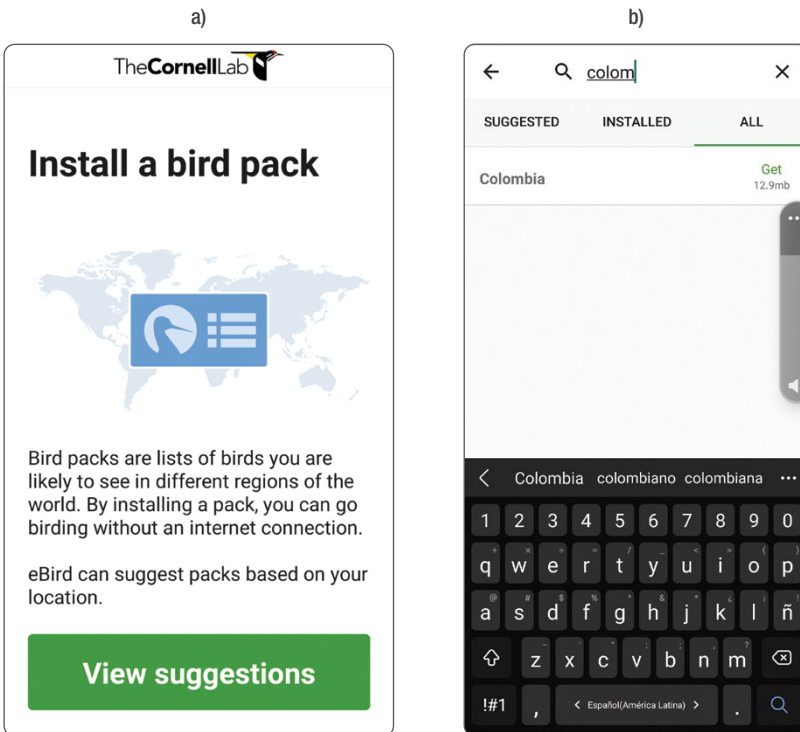 a)
TheCornellLab
Install a bird pack
Bird packs are lists of birds you are
likely to see in different regions of the
world. By installing a pack, you can go
birding without an internet connection.
eBird can suggest packs based on your
location.
View suggestions
b)
colom
SUGGESTED INSTALLED ALL
Colombia Get
12.9mb
Colombia colombiano colombiana ...
1 2 3 4 5 6 7 8 9 0
q w e r t y u i o p
a s d f g h j k l ñ
z x c v b n m
!#1 , < Español(América Latina) > .